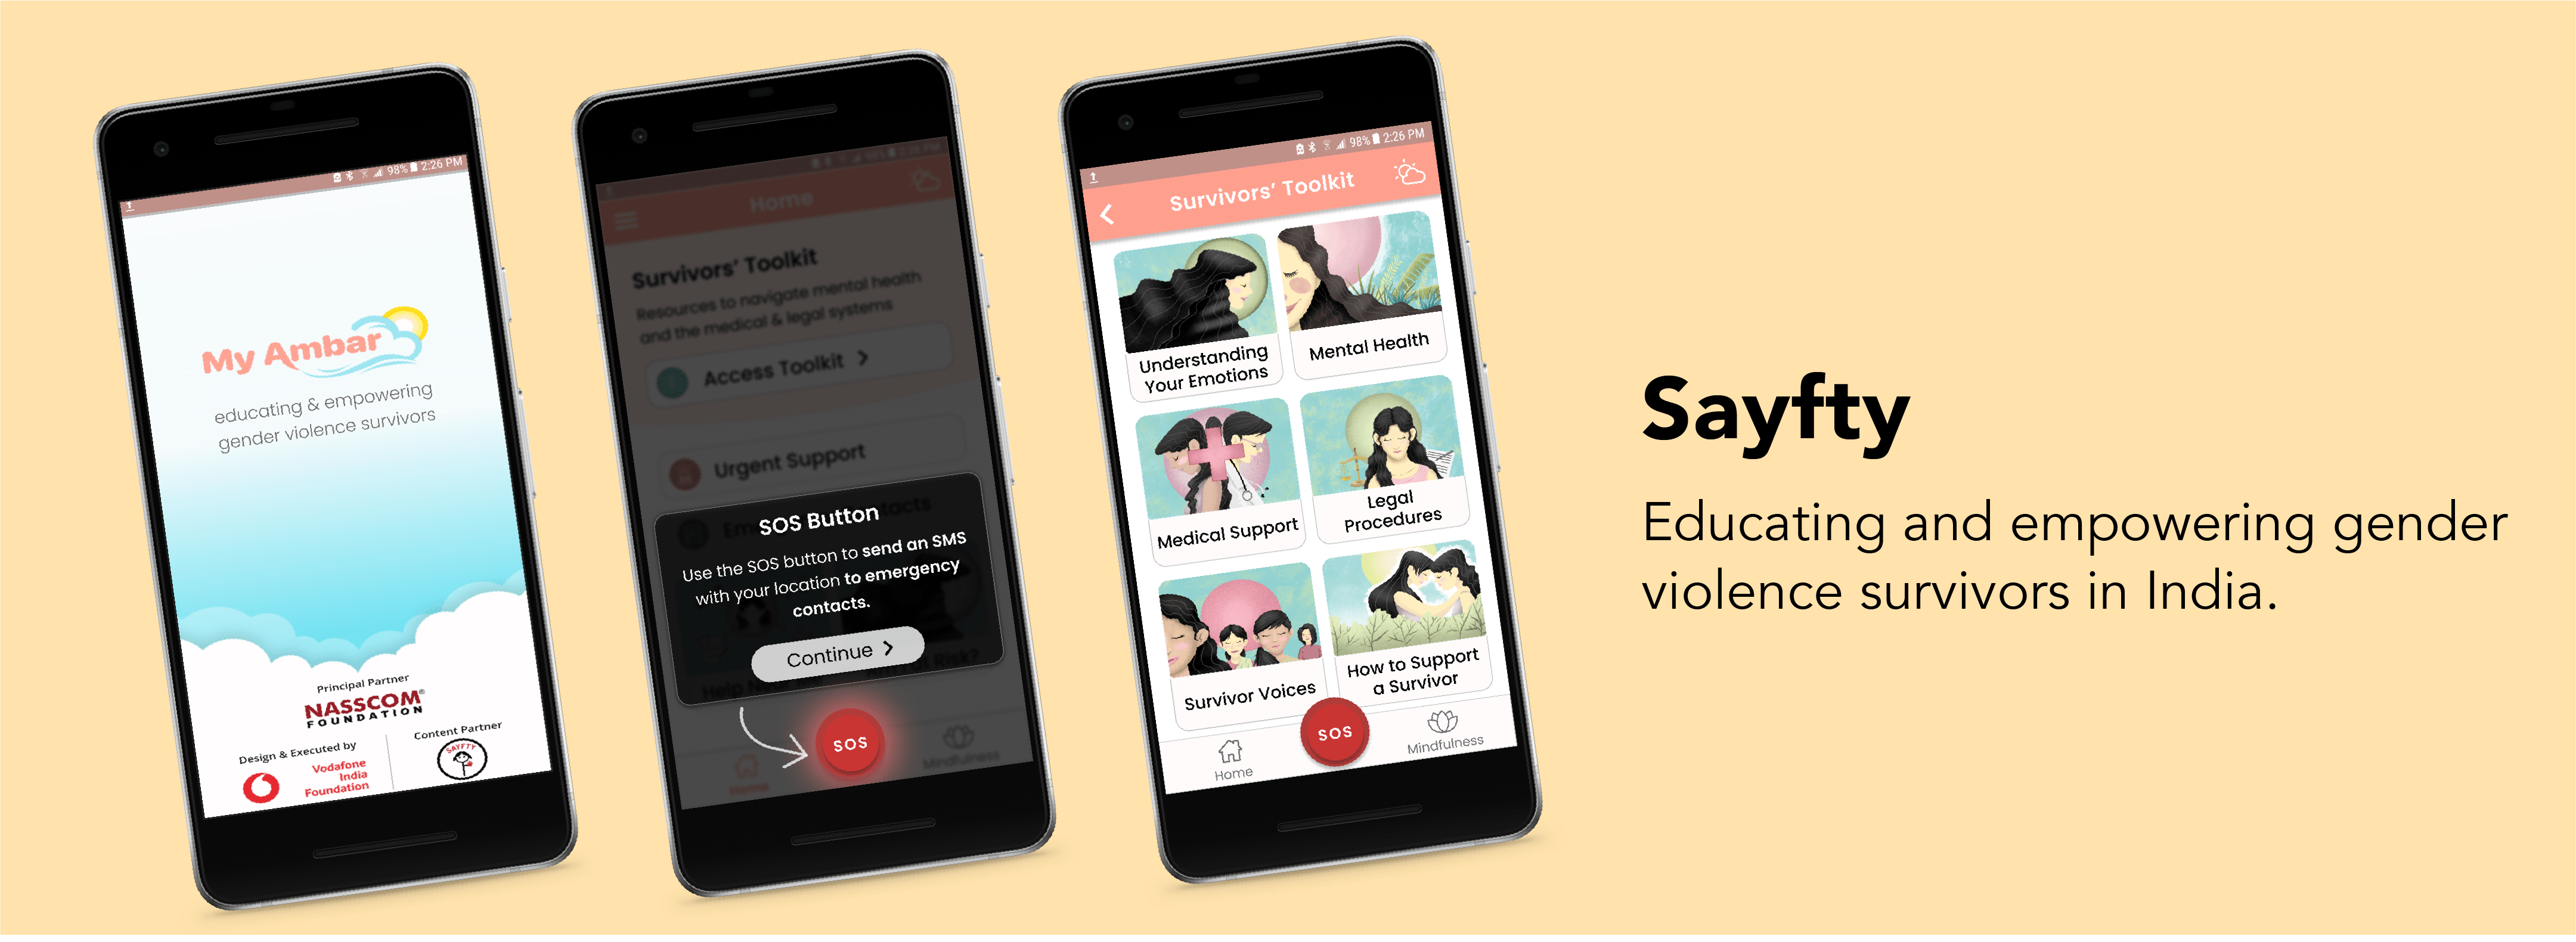 98% 2:26 PM
My Ambar
educating & empowering
gender violence survivors
Principal Partner
NASSCOM®
FOUNDATION
Design & Executed by
Vodafone
India
Foundation
Content Partner
SAYFTY
Home
Survivors' Toolkit
Resources to navigate mental health
and the medical & legal systems
Access Toolkit
Urgent Support
SOS Button
Use the SOS button to send an SMS
with your location to emergency
contacts.
Continue
SOS
Home
Mindfulness
98% 2:26 PM
Survivors' Toolkit
Understanding
Your Emotions
Mental Health
Medical Support
Legal
Procedures
Survivor Voices
How to Support
a Survivor
Home
SOS
Mindfulness
Sayfty
Educating and empowering gender
violence survivors in India.